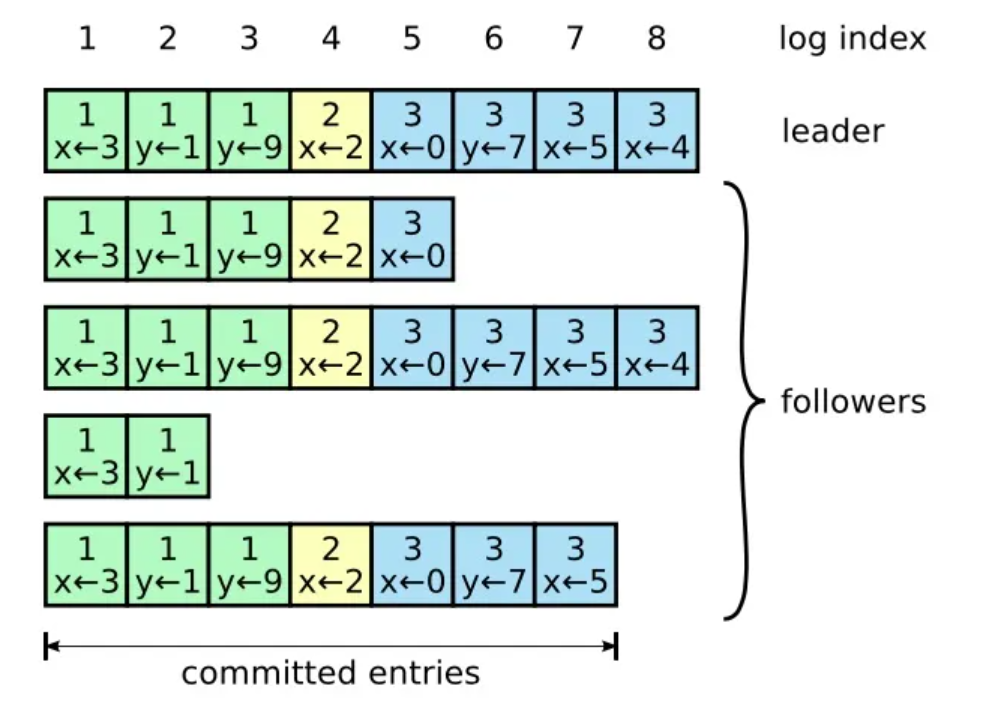 1 2 3 4 5 6 7 8 log index
1 1 1 2 3 3 3 3
x←3 y←1 y←9 x←2 x←0 y←7 x←5 x←4
leader
1 1 1 2 3
x←3 y←1 y←9 x←2 x←0
1 1 1 2 3 3 3 3
x←3 y←1 y←9 x←2 x←0 y←7 x←5 x←4
followers
1 1
x←3 y←1
1 1 1 2 3 3 3
x←3 y←1 y←9 x←2 x←0 y←7 x←5
committed entries